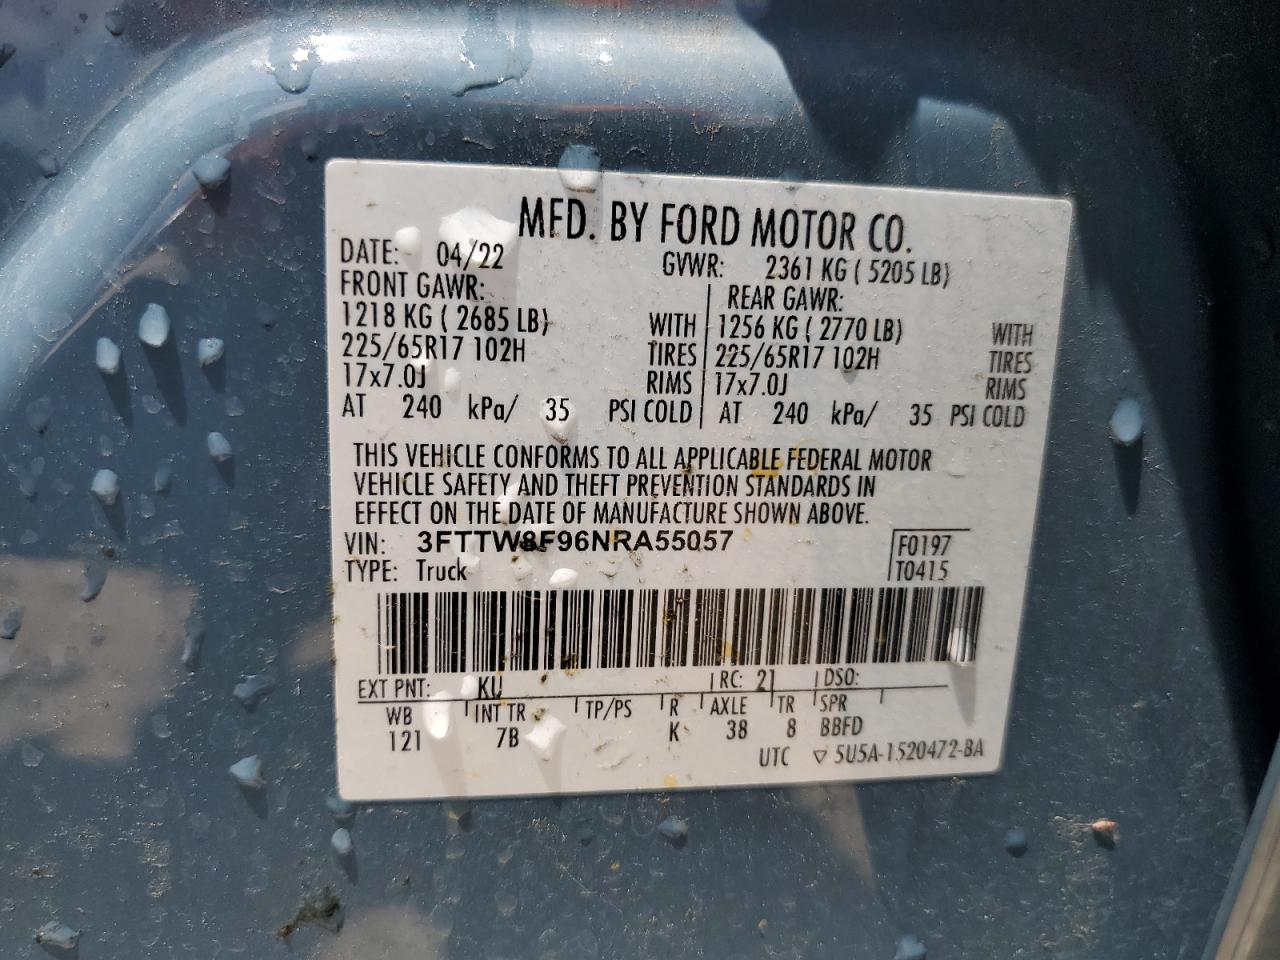 MFD. BY FORD MOTOR CO.
DATE: 04/22 GVWR: 2361 KG ( 5205 LB)
FRONT GAWR: REAR GAWR:
1218 KG ( 2685 LB) WITH 1256 KG ( 2770 LB) WITH
225/65R17 102H TIRES 225/65R17 102H TIRES
17x7.0J RIMS 17x7.0J RIMS
AT 240 kPa/ 35 PSI COLD AT 240 kPa/ 35 PSI COLD
THIS VEHICLE CONFORMS TO ALL APPLICABLE FEDERAL MOTOR
VEHICLE SAFETY AND THEFT PREVENTION STANDARDS IN
EFFECT ON THE DATE OF MANUFACTURE SHOWN ABOVE.
VIN: 3FTTW8F96NRA55057 F0197
TYPE: Truck T0415
EXT PNT: KU RC: 21 DSO:
WB INT TR TP/PS R AXLE TR SPR
121 7B K 38 8 BBFD
UTC ▽ 5U5A-1520472-BA